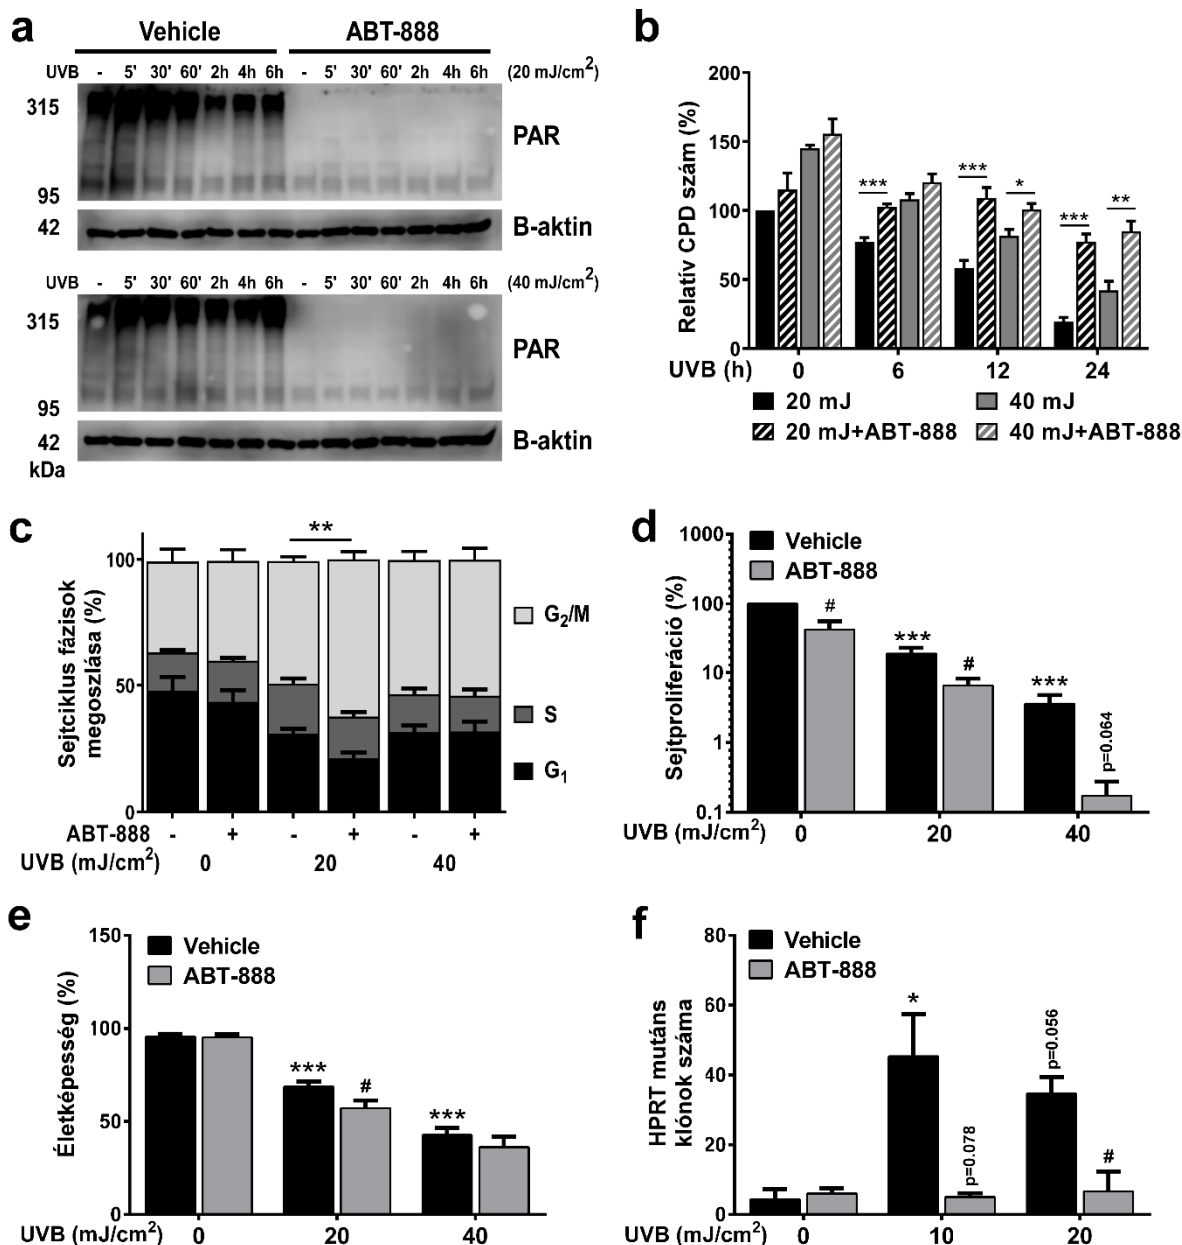 a
Vehicle ABT-888
UVB - 5' 30' 60' 2h 4h 6h - 5' 30' 60' 2h 4h 6h (20 mJ/cm²)
315
PAR
95
42 B-aktin
UVB - 5' 30' 60' 2h 4h 6h - 5' 30' 60' 2h 4h 6h (40 mJ/cm²)
315
PAR
95
42 B-aktin
kDa
b
Relatív CPD szám (%)
200
150
100
50
0
*** *** * *** **
UVB (h) 0 6 12 24
20 mJ 40 mJ
20 mJ+ABT-888 40 mJ+ABT-888
c
Sejtciklus fázisok
megoszlása (%)
100
50
0
**
G₂/M
S
G₁
ABT-888 - + - + - +
UVB (mJ/cm²) 0 20 40
d
Sejtproliferáció (%)
1000
100
10
1
0.1
Vehicle
ABT-888
# *** # *** p=0.064
UVB (mJ/cm²) 0 20 40
e
Életképesség (%)
150
100
50
0
Vehicle
ABT-888
*** # ***
UVB (mJ/cm²) 0 20 40
f
HPRT mutáns
klónok száma
80
60
40
20
0
Vehicle
ABT-888
* p=0.078 p=0.056 #
UVB (mJ/cm²) 0 10 20